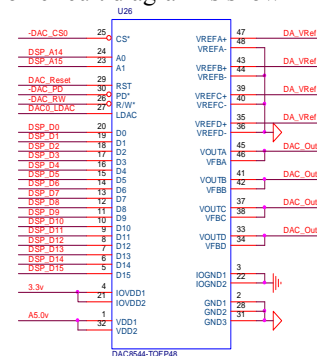 diagram is
U26
-DAC_CS0 25 CS*
DSP_A14 24 A0
DSP_A15 23 A1
DAC_Reset 29 RST
-DAC_PD 30 PD*
-DAC_RW 26 R/W*
DAC0_LDAC 27 LDAC
DSP_D0 20 D0
DSP_D1 19 D1
DSP_D2 18 D2
DSP_D3 17 D3
DSP_D4 16 D4
DSP_D5 15 D5
DSP_D6 14 D6
DSP_D7 13 D7
DSP_D8 12 D8
DSP_D9 11 D9
DSP_D10 10 D10
DSP_D11 9 D11
DSP_D12 8 D12
DSP_D13 7 D13
DSP_D14 6 D14
DSP_D15 5 D15
3.3v 4 IOVDD1
21 IOVDD2
A5.0v 1 VDD1
32 VDD2
VREFA+ 47 DA_VRef
VREFA- 48
VREFB+ 43 DA_VRef
VREFB- 44
VREFC+ 39 DA_VRef
VREFC- 40
VREFD+ 35 DA_VRef
VREFD- 36
VOUTA 45 DAC_Out
VFBA 46
VOUTB 41 DAC_Out
VFBB 42
VOUTC 37 DAC_Out
VFBC 38
VOUTD 33 DAC_Out
VFBD 34
IOGND1 3
IOGND2 22
GND1 2
GND2 28
GND3 31
DAC8544-TQFP48